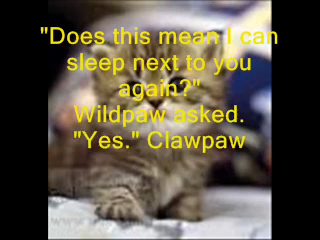 "Does this mean I can
sleep next to you
again?"
Wildpaw asked.
"Yes." Clawpaw